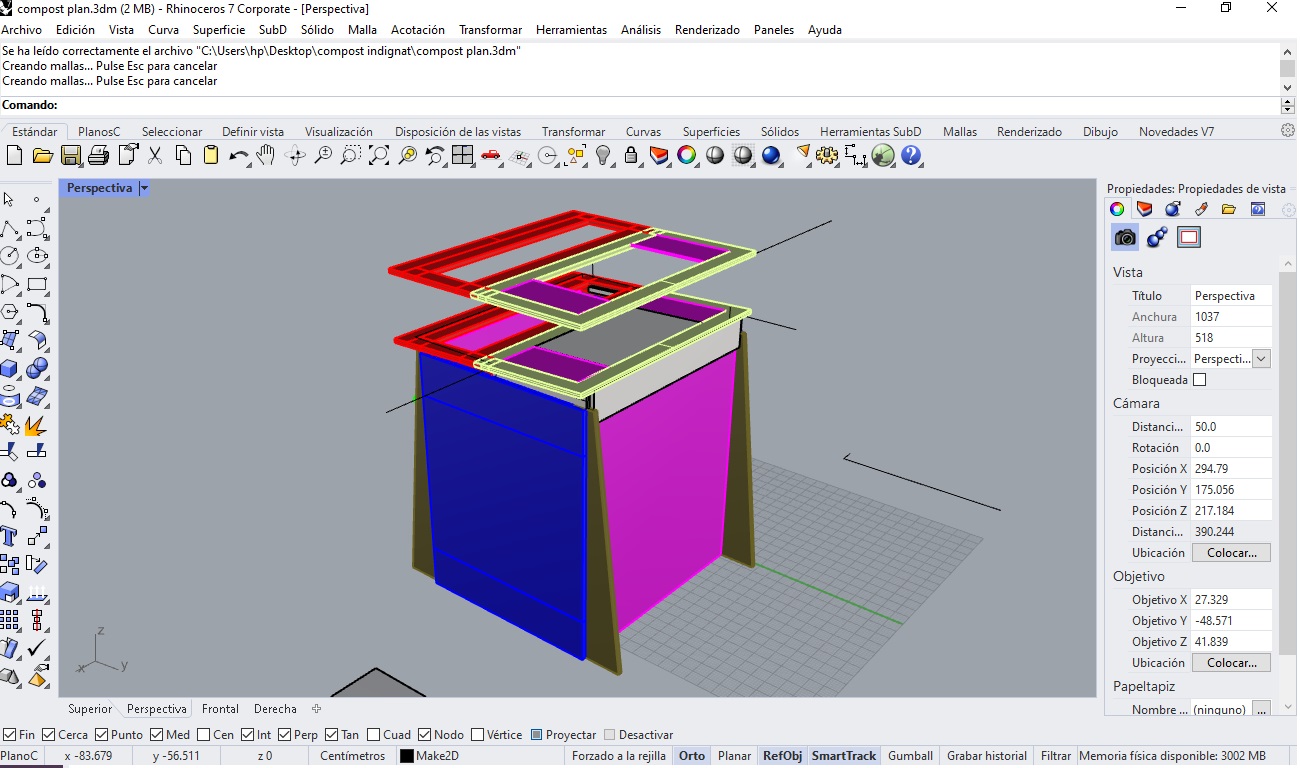 compost plan.3dm (2 MB) - Rhinoceros 7 Corporate - [Perspectiva]
Archivo Edición Vista Curva Superficie SubD Sólido Malla Acotación Transformar Herramientas Análisis Renderizado Paneles Ayuda
Se ha leído correctamente el archivo "C:\Users\hp\Desktop\compost indignat\compost plan.3dm"
Creando mallas... Pulse Esc para cancelar
Creando mallas... Pulse Esc para cancelar
Comando:
Estándar PlanosC Seleccionar Definir vista Visualización Disposición de las vistas Transformar Curvas Superficies Sólidos Herramientas SubD Mallas Renderizado Dibujo Novedades V7
Perspectiva
Propiedades: Propiedades de vista
Vista
Título Perspectiva
Anchura 1037
Altura 518
Proyecci... Perspecti...
Bloqueada
Cámara
Distanci... 50.0
Rotación 0.0
Posición X 294.79
Posición Y 175.056
Posición Z 217.184
Distanci... 390.244
Ubicación Colocar...
Objetivo
Objetivo X 27.329
Objetivo Y -48.571
Objetivo Z 41.839
Ubicación Colocar...
Papeltapiz
Nombre ... (ninguno) ...
z
x y
Superior Perspectiva Frontal Derecha
Fin Cerca Punto Med Cen Int Perp Tan Cuad Nodo Vértice Proyectar Desactivar
PlanoC x -83.679 y -56.511 z 0 Centímetros Make2D Forzado a la rejilla Orto Planar RefObj SmartTrack Gumball Grabar historial Filtrar Memoria física disponible: 3002 MB